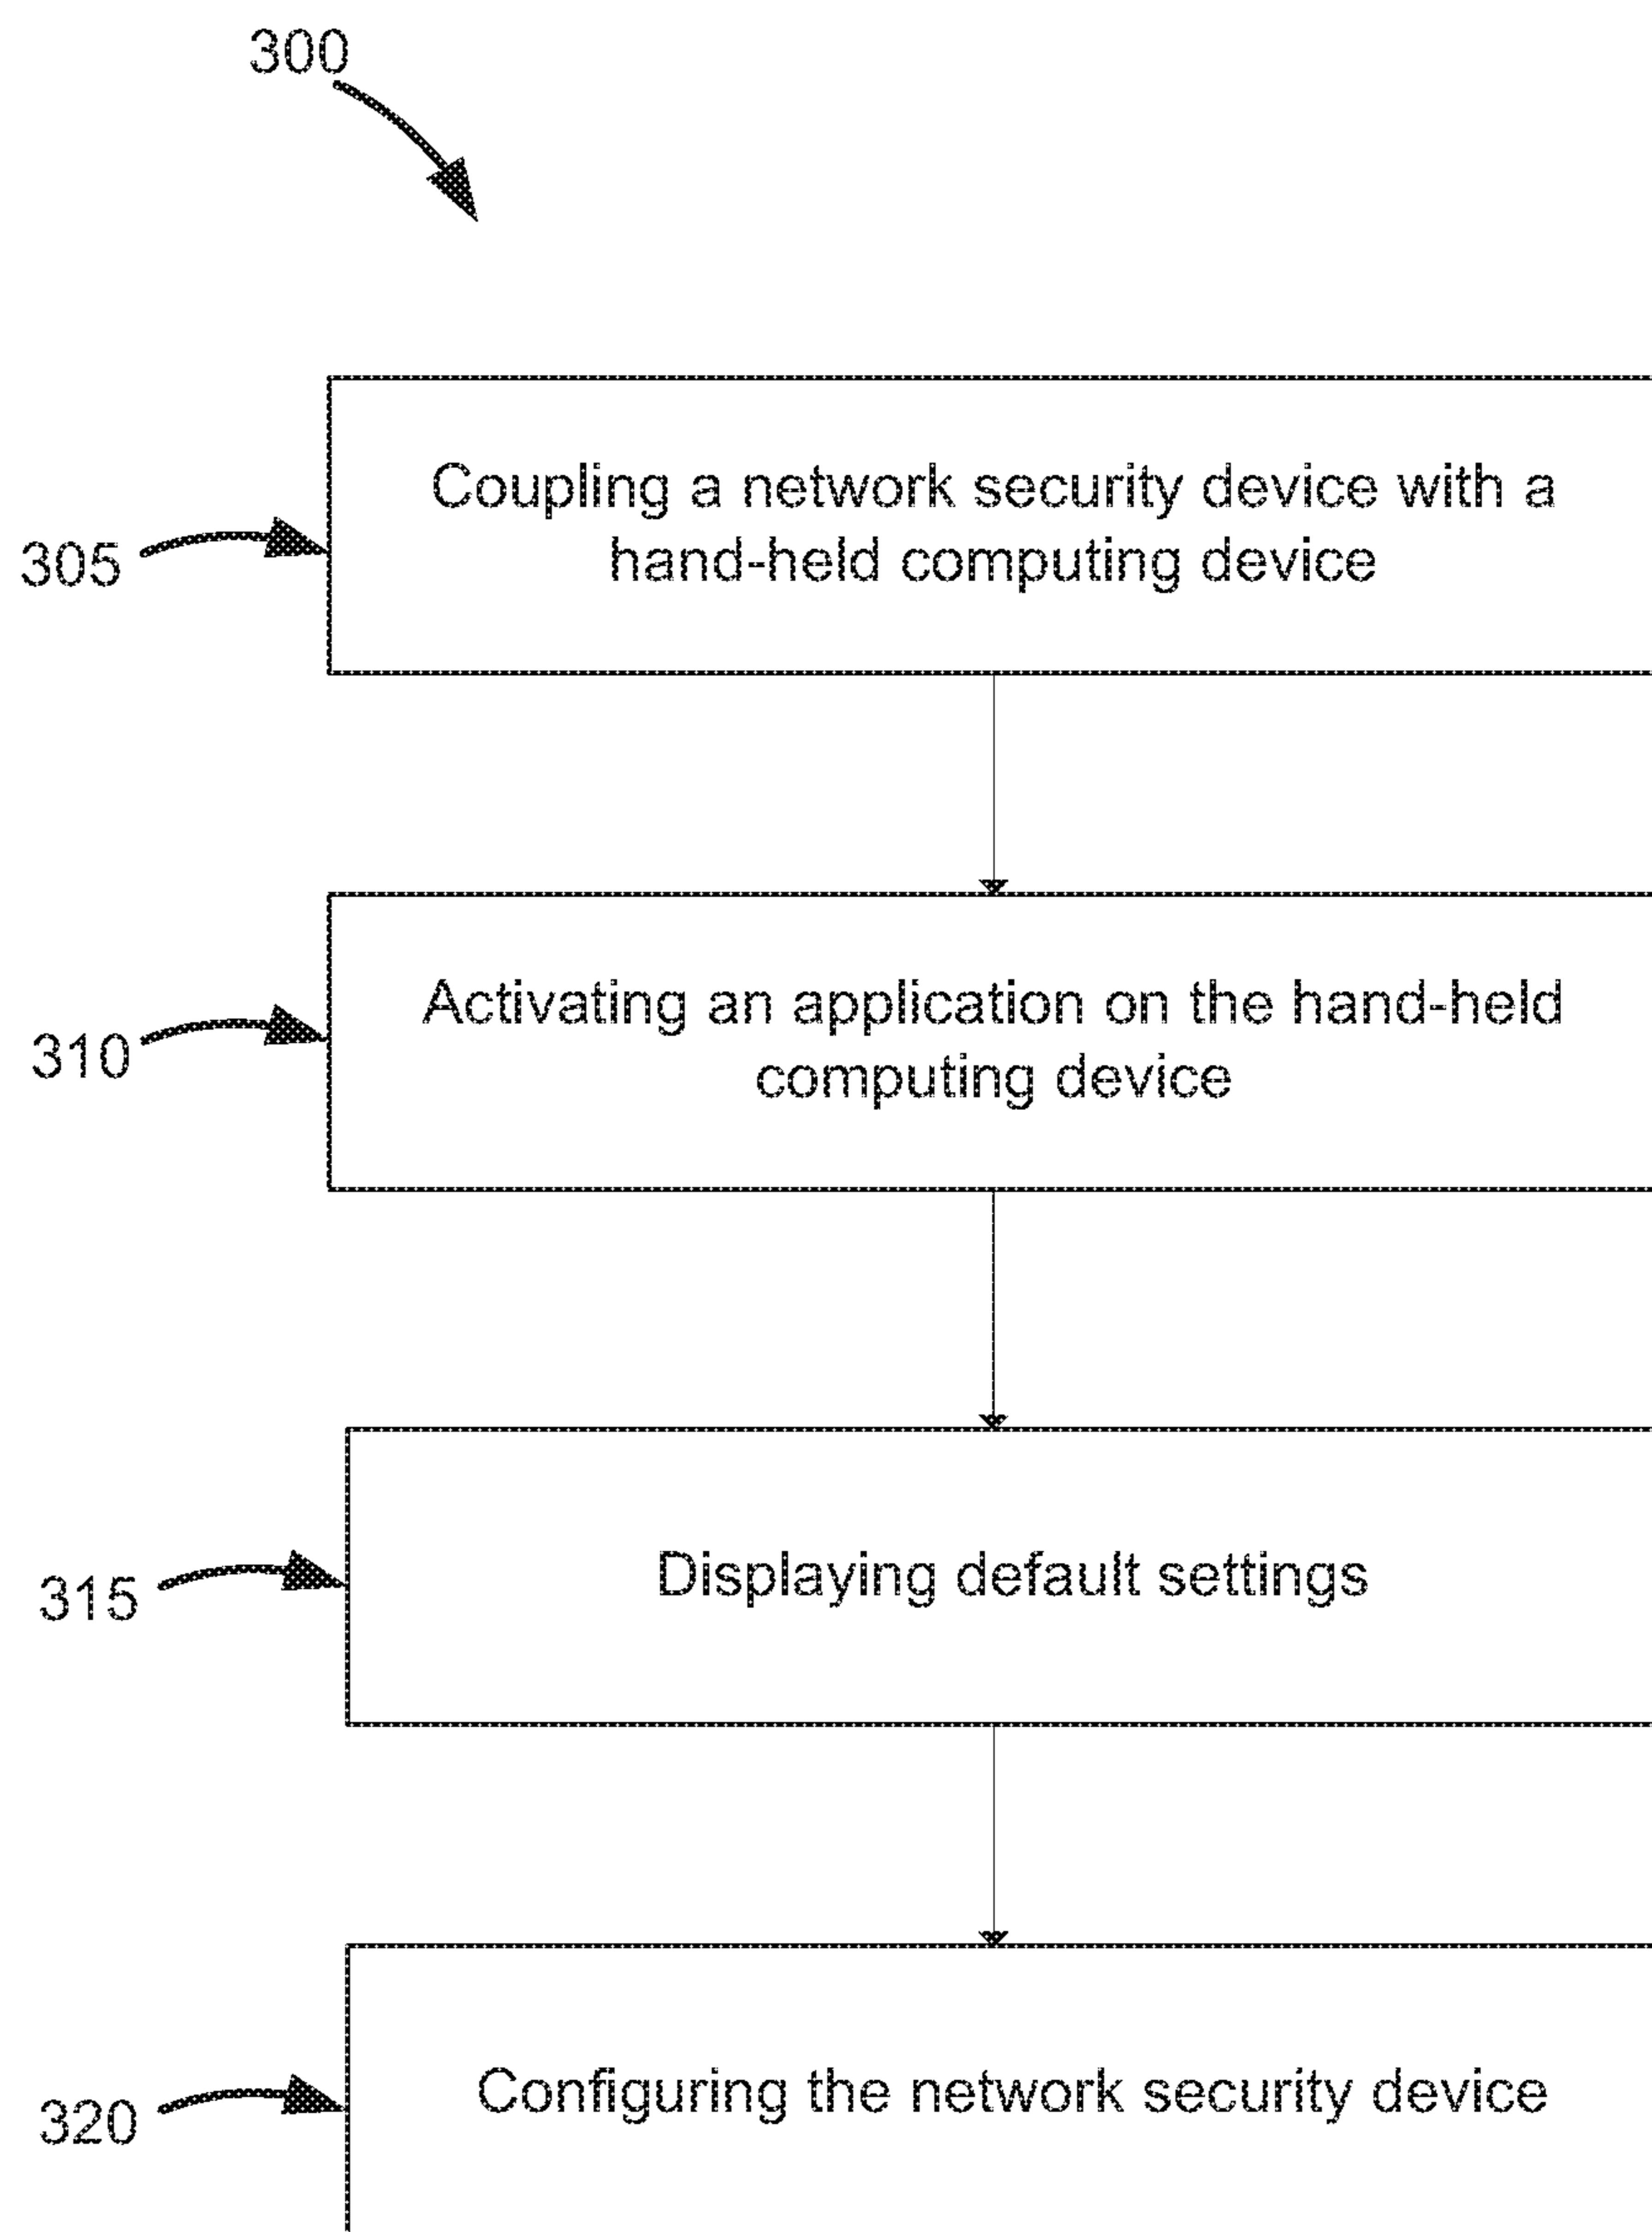 300
Coupling a network security device with a
hand-held computing device
305
Activating an application on the hand-held
computing device
310
Displaying default settings
315
Configuring the network security device
320